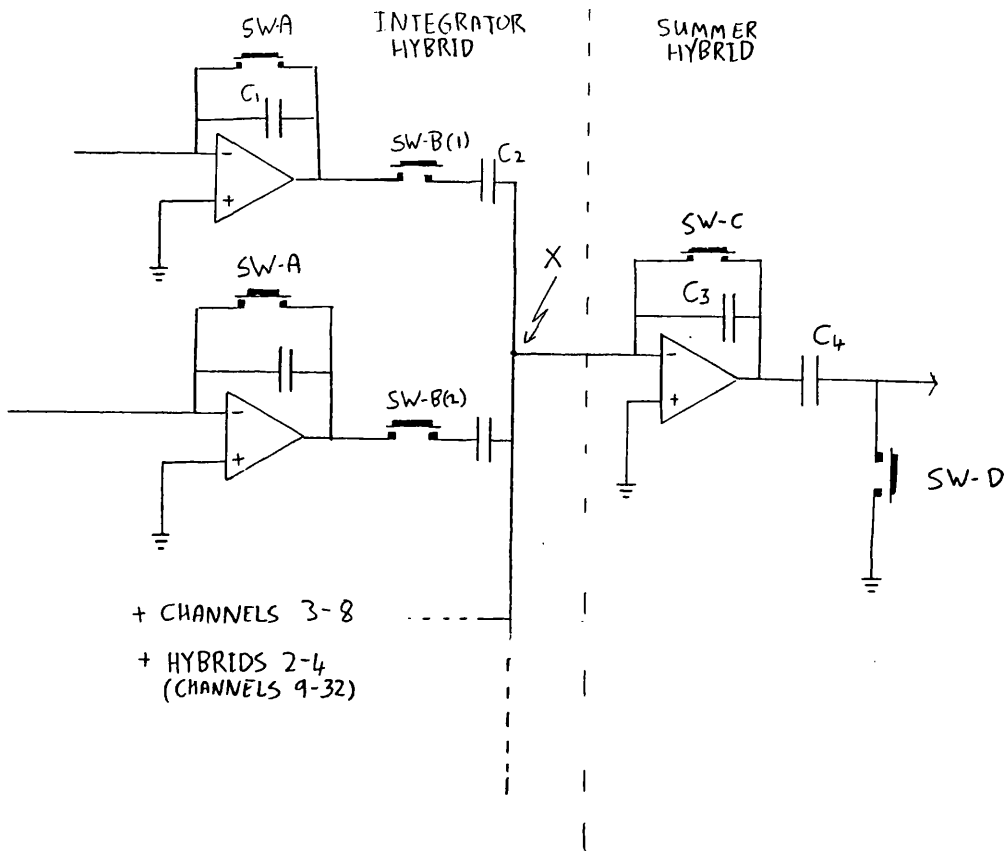 INTEGRATOR
HYBRID
SUMMER
HYBRID
SW-A
C1
-
+
SW-B(1)
C2
X
SW-A
-
+
SW-B(2)
SW-C
C3
-
+
C4
SW-D
+ CHANNELS 3-8
+ HYBRIDS 2-4
(CHANNELS 9-32)